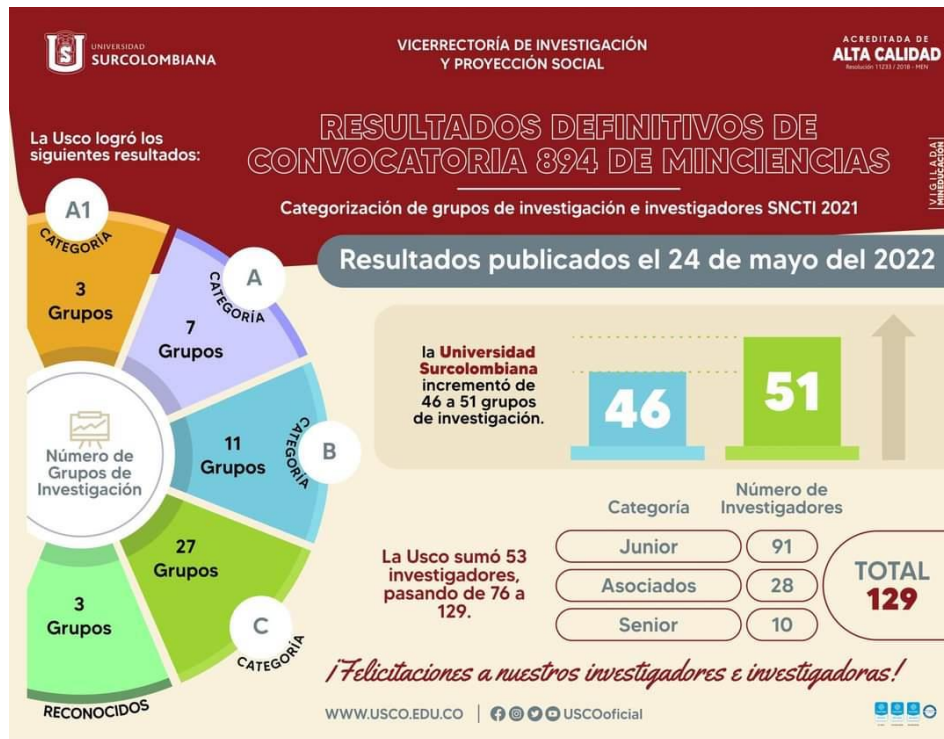 UNIVERSIDAD
SURCOLOMBIANA
VICERRECTORÍA DE INVESTIGACIÓN
Y PROYECCIÓN SOCIAL
ACREDITADA DE
ALTA CALIDAD
Resolución 11233 / 2018 - MEN
VIGILADA
MINEDUCACIÓN
La Usco logró los
siguientes resultados:
RESULTADOS DEFINITIVOS DE
CONVOCATORIA 894 DE MINCIENCIAS
Categorización de grupos de investigación e investigadores SNCTI 2021
Resultados publicados el 24 de mayo del 2022
A1
CATEGORÍA
3
Grupos
A
CATEGORÍA
7
Grupos
B
CATEGORÍA
11
Grupos
C
CATEGORÍA
27
Grupos
3
Grupos
RECONOCIDOS
Número de
Grupos de
Investigación
la Universidad
Surcolombiana
incrementó de
46 a 51 grupos
de investigación.
46
51
La Usco sumó 53
investigadores,
pasando de 76 a
129.
Categoría
Número de
Investigadores
Junior 91
Asociados 28
Senior 10
TOTAL
129
¡Felicitaciones a nuestros investigadores e investigadoras!
WWW.USCO.EDU.CO | USCOoficial